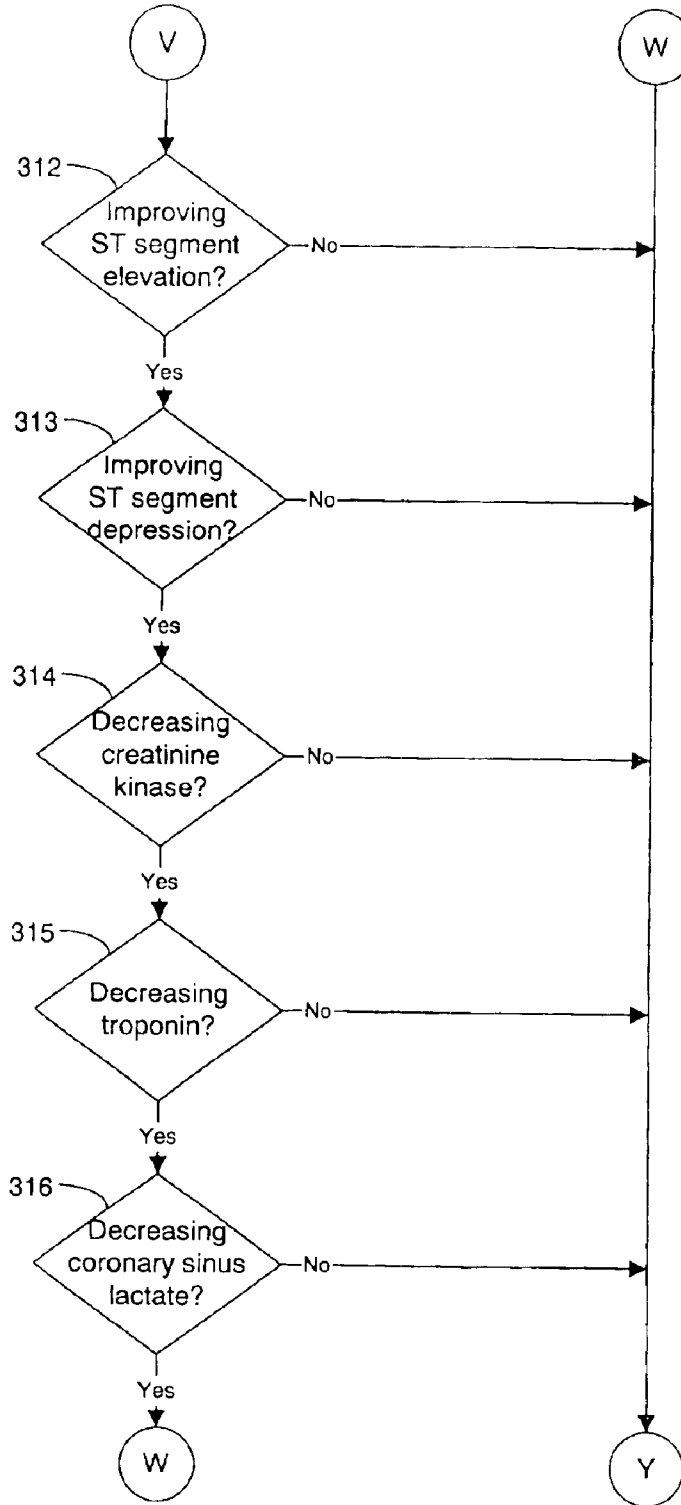 V
W
312
Improving
ST segment
elevation?
No
Yes
313
Improving
ST segment
depression?
No
Yes
314
Decreasing
creatinine
kinase?
No
Yes
315
Decreasing
troponin?
No
Yes
316
Decreasing
coronary sinus
lactate?
No
Yes
W
Y